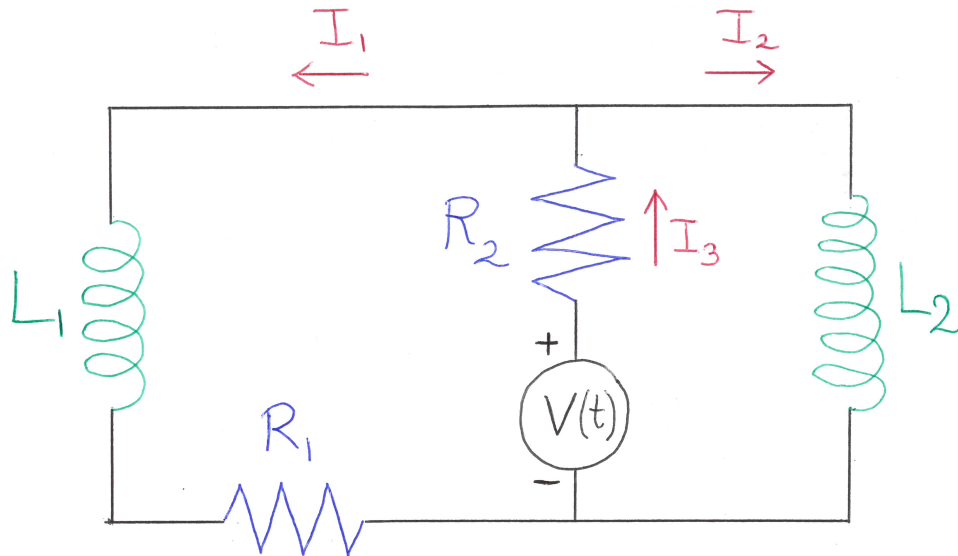 I₁
I₂
R₂
I₃
L₁
L₂
+
V(t)
R₁
−